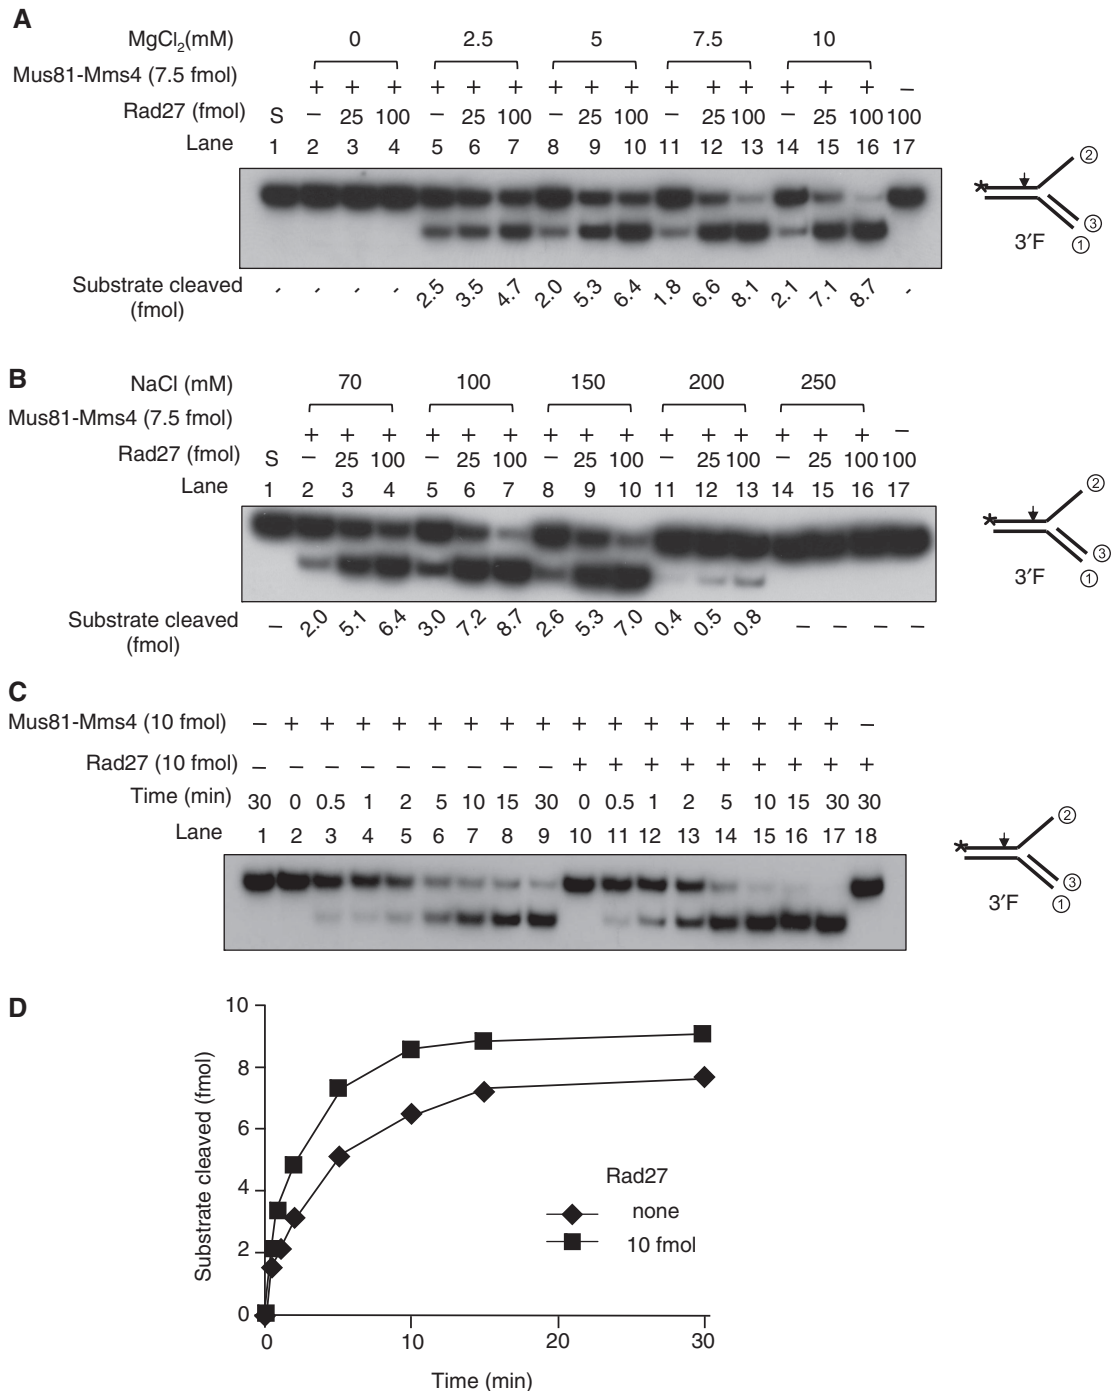 A
MgCl2(mM) 0 2.5 5 7.5 10
Mus81-Mms4 (7.5 fmol) + + + + + + + + + + + + + + + –
Rad27 (fmol) S – 25 100 – 25 100 – 25 100 – 25 100 – 25 100 100
Lane 1 2 3 4 5 6 7 8 9 10 11 12 13 14 15 16 17
* ② ③ ①
3′F
Substrate cleaved - - - - 2.5 3.5 4.7 2.0 5.3 6.4 1.8 6.6 8.1 2.1 7.1 8.7 -
(fmol)
B
NaCl (mM) 70 100 150 200 250
Mus81-Mms4 (7.5 fmol) + + + + + + + + + + + + + + + –
Rad27 (fmol) S – 25 100 – 25 100 – 25 100 – 25 100 – 25 100 100
Lane 1 2 3 4 5 6 7 8 9 10 11 12 13 14 15 16 17
* ② ③ ①
3′F
Substrate cleaved – 2.0 5.1 6.4 3.0 7.2 8.7 2.6 5.3 7.0 0.4 0.5 0.8 – – – –
(fmol)
C
Mus81-Mms4 (10 fmol) – + + + + + + + + + + + + + + + + –
Rad27 (10 fmol) – – – – – – – – – + + + + + + + + +
Time (min) 30 0 0.5 1 2 5 10 15 30 0 0.5 1 2 5 10 15 30 30
Lane 1 2 3 4 5 6 7 8 9 10 11 12 13 14 15 16 17 18
* ② ③ ①
3′F
D
Substrate cleaved (fmol)
10
8
6
4
2
0
Rad27
none
10 fmol
0 10 20 30
Time (min)